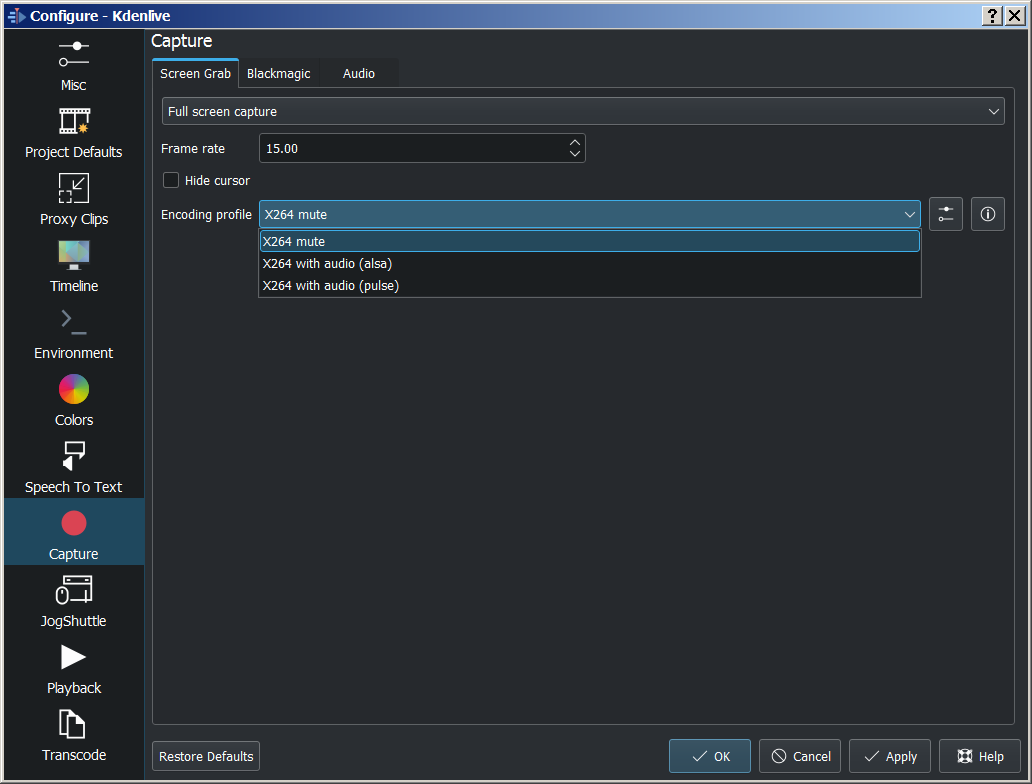 Configure - Kdenlive
Misc
Project Defaults
Proxy Clips
Timeline
Environment
Colors
Speech To Text
Capture
JogShuttle
Playback
Transcode
Capture
Screen Grab Blackmagic Audio
Full screen capture
Frame rate 15.00
Hide cursor
Encoding profile X264 mute
X264 mute
X264 with audio (alsa)
X264 with audio (pulse)
Restore Defaults OK Cancel Apply Help